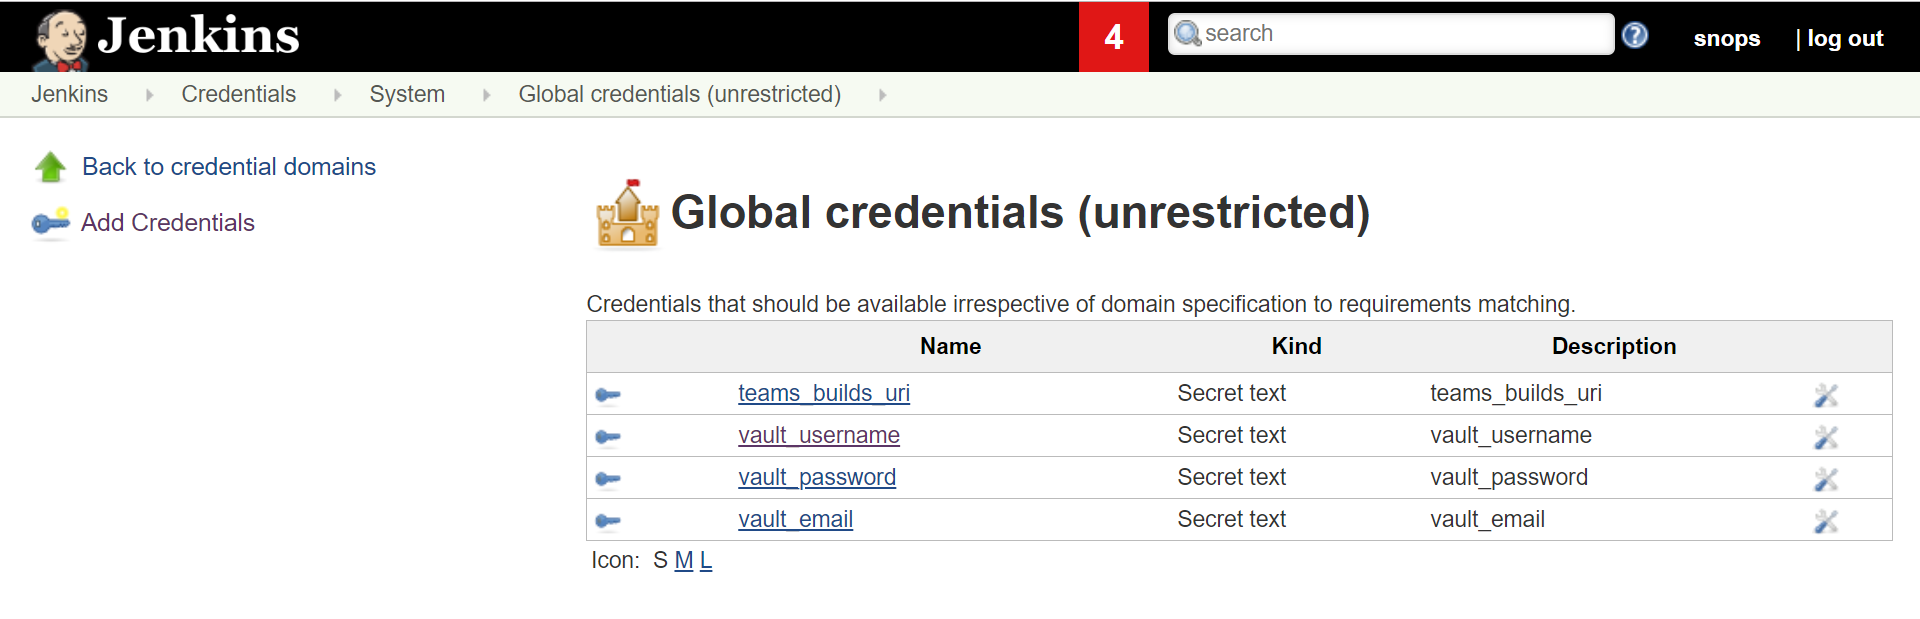 Jenkins 4 search snops | log out
Jenkins Credentials System Global credentials (unrestricted)
Back to credential domains
Add Credentials
Global credentials (unrestricted)
Credentials that should be available irrespective of domain specification to requirements matching.
Name Kind Description
teams_builds_uri Secret text teams_builds_uri
vault_username Secret text vault_username
vault_password Secret text vault_password
vault_email Secret text vault_email
Icon: S M L